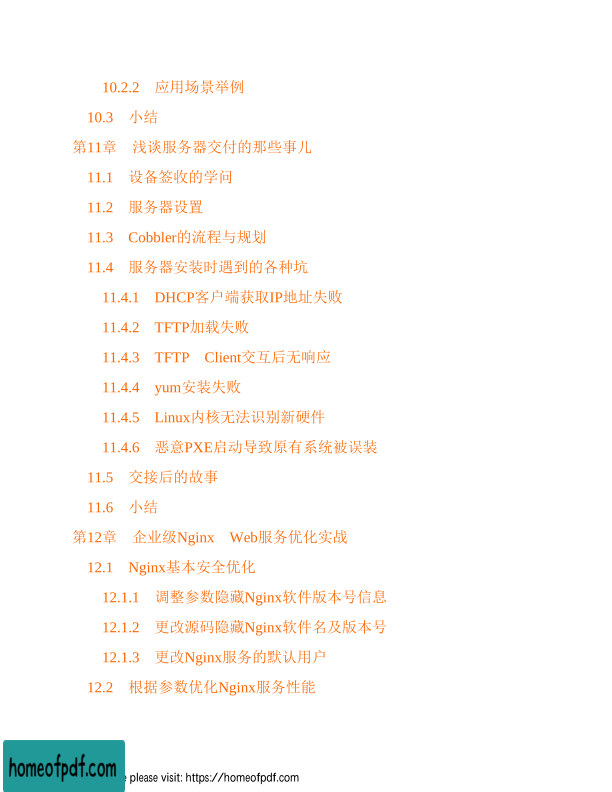 10.2.2 应用场景举例
10.3 小结
第11章 浅谈服务器交付的那些事儿
11.1 设备签收的学问
11.2 服务器设置
11.3 Cobbler的流程与规划
11.4 服务器安装时遇到的各种坑
11.4.1 DHCP客户端获取IP地址失败
11.4.2 TFTP加载失败
11.4.3 TFTP Client交互后无响应
11.4.4 yum安装失败
11.4.5 Linux内核无法识别新硬件
11.4.6 恶意PXE启动导致原有系统被误装
11.5 交接后的故事
11.6 小结
第12章 企业级Nginx Web服务优化实战
12.1 Nginx基本安全优化
12.1.1 调整参数隐藏Nginx软件版本号信息
12.1.2 更改源码隐藏Nginx软件名及版本号
12.1.3 更改Nginx服务的默认用户
12.2 根据参数优化Nginx服务性能
homeofpdf.com
please visit: https://homeofpdf.com